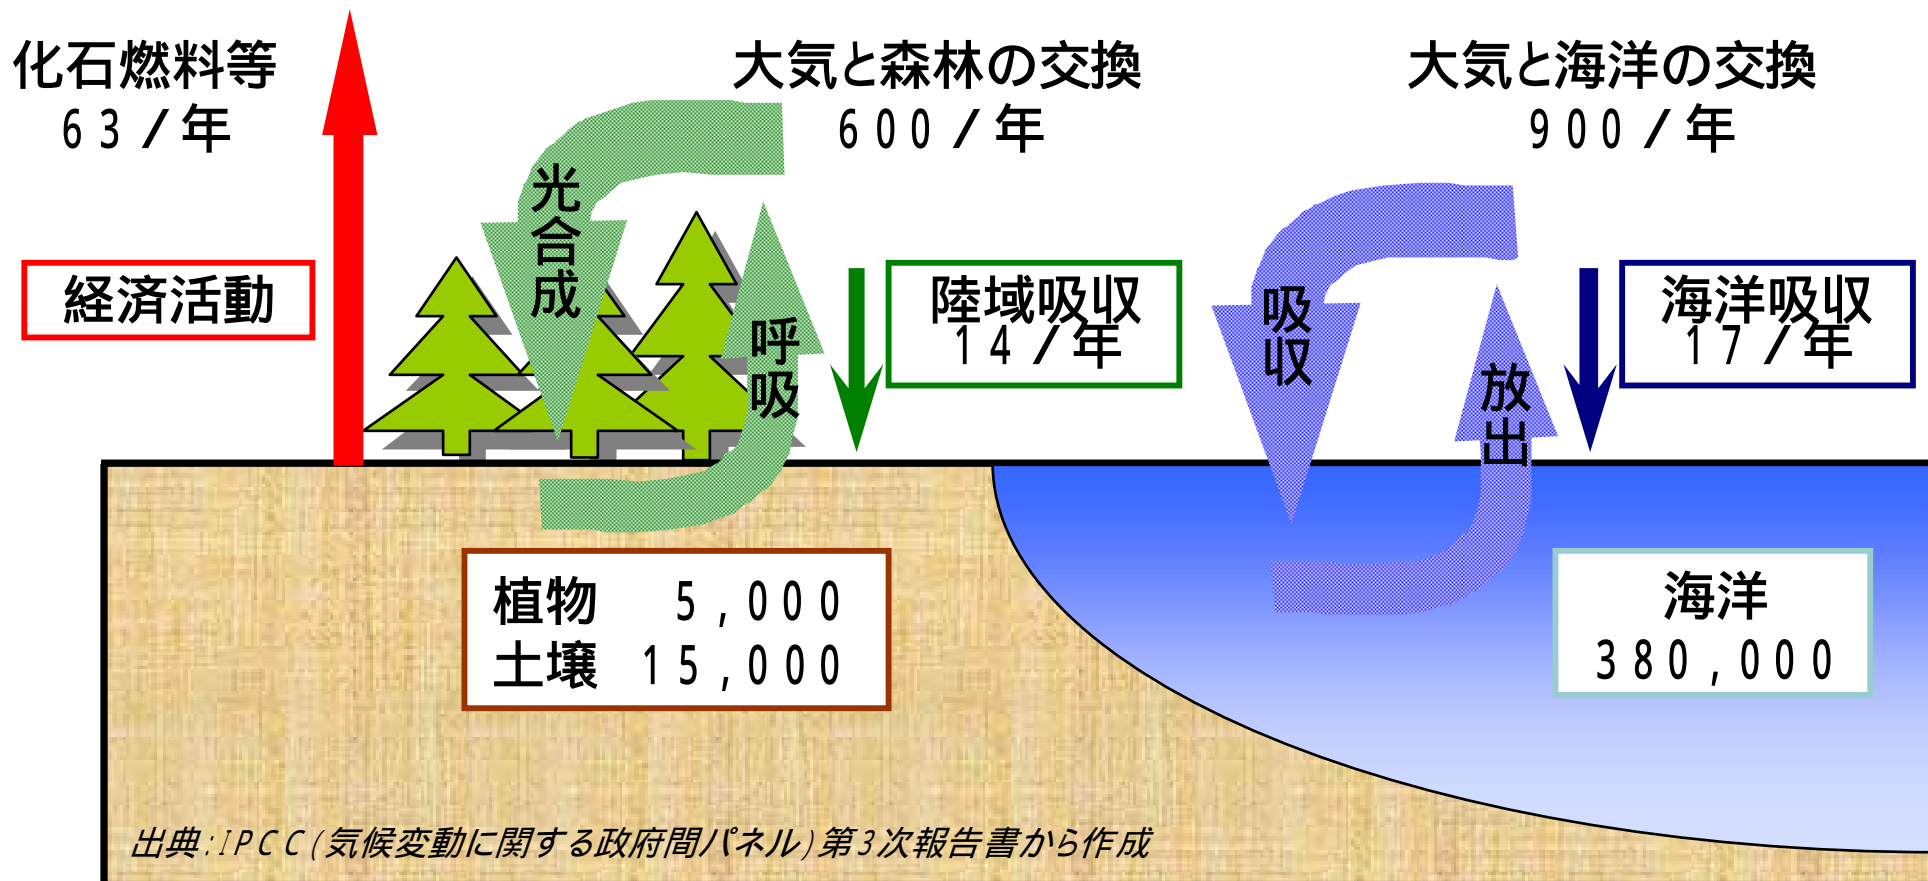 化石燃料等
63/年
大気と森林の交換
600/年
大気と海洋の交換
900/年
経済活動
光合成
呼吸
陸域吸収
14/年
吸収
放出
海洋吸収
17/年
植物 5,000
土壌 15,000
海洋
380,000
出典:IPCC(気候変動に関する政府間パネル)第3次報告書から作成